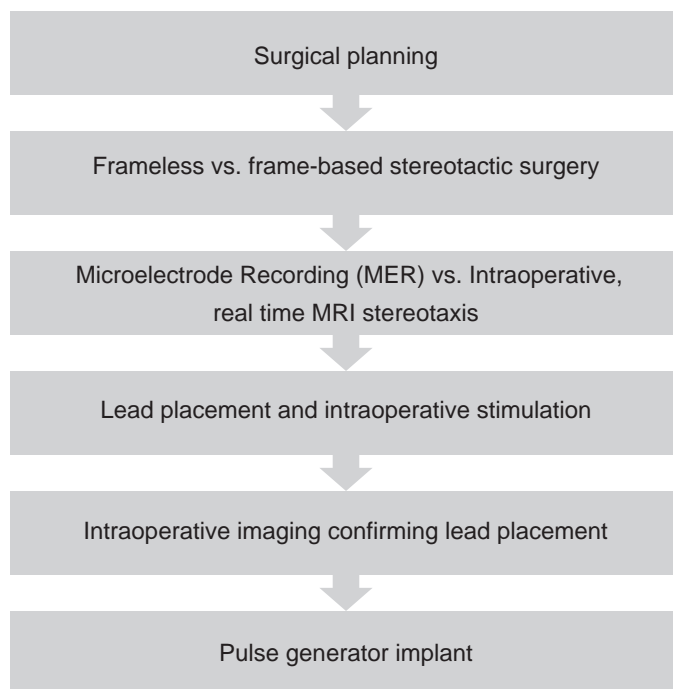 Surgical planning
Frameless vs. frame-based stereotactic surgery
Microelectrode Recording (MER) vs. Intraoperative,
real time MRI stereotaxis
Lead placement and intraoperative stimulation
Intraoperative imaging confirming lead placement
Pulse generator implant